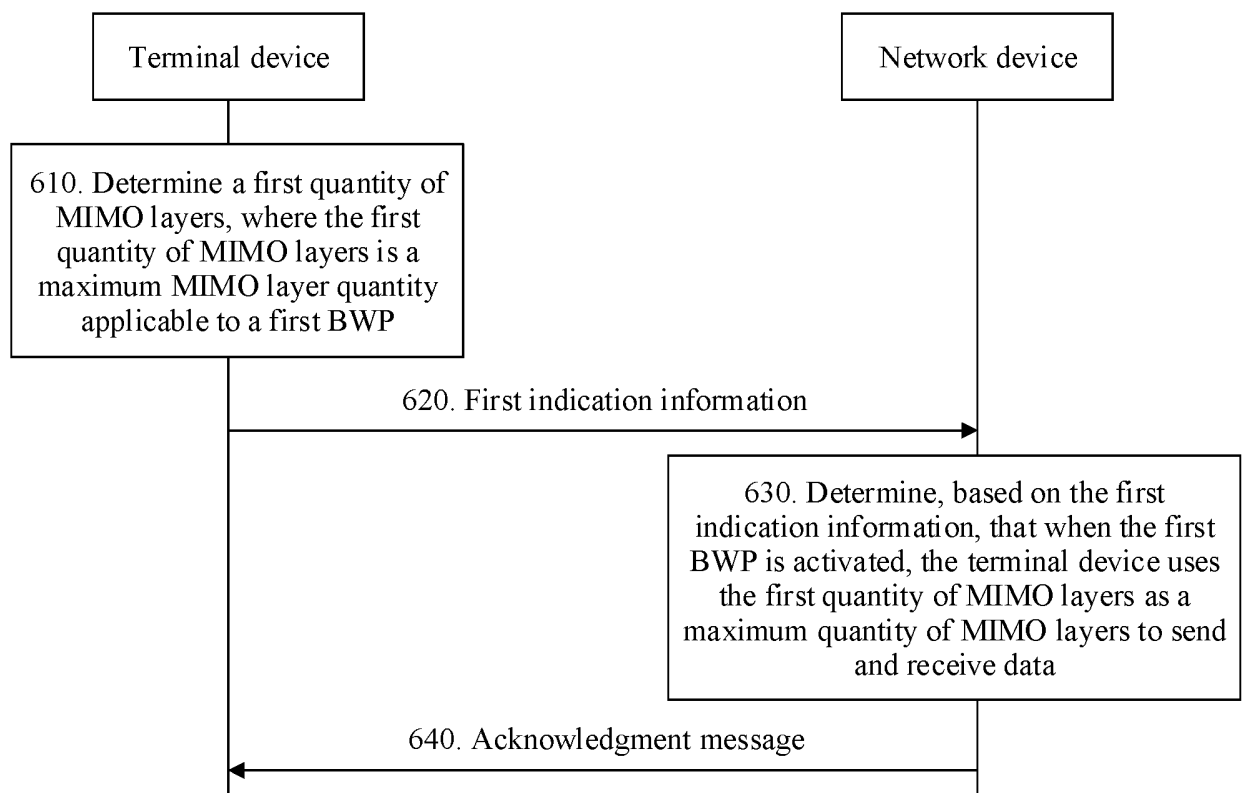 Terminal device
Network device
610. Determine a first quantity of
MIMO layers, where the first
quantity of MIMO layers is a
maximum MIMO layer quantity
applicable to a first BWP
620. First indication information
630. Determine, based on the first
indication information, that when the first
BWP is activated, the terminal device uses
the first quantity of MIMO layers as a
maximum quantity of MIMO layers to send
and receive data
640. Acknowledgment message